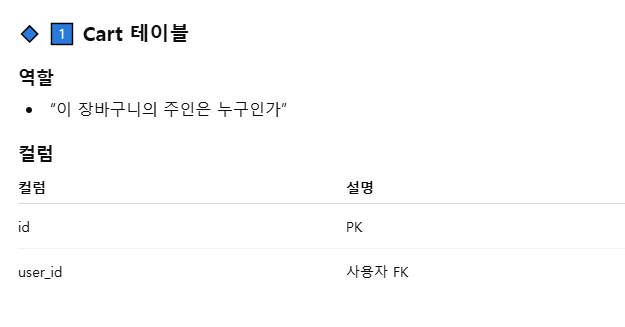 🔷 1️⃣ Cart 테이블
역할
• “이 장바구니의 주인은 누구인가”
컬럼
컬럼 설명
id PK
user_id 사용자 FK